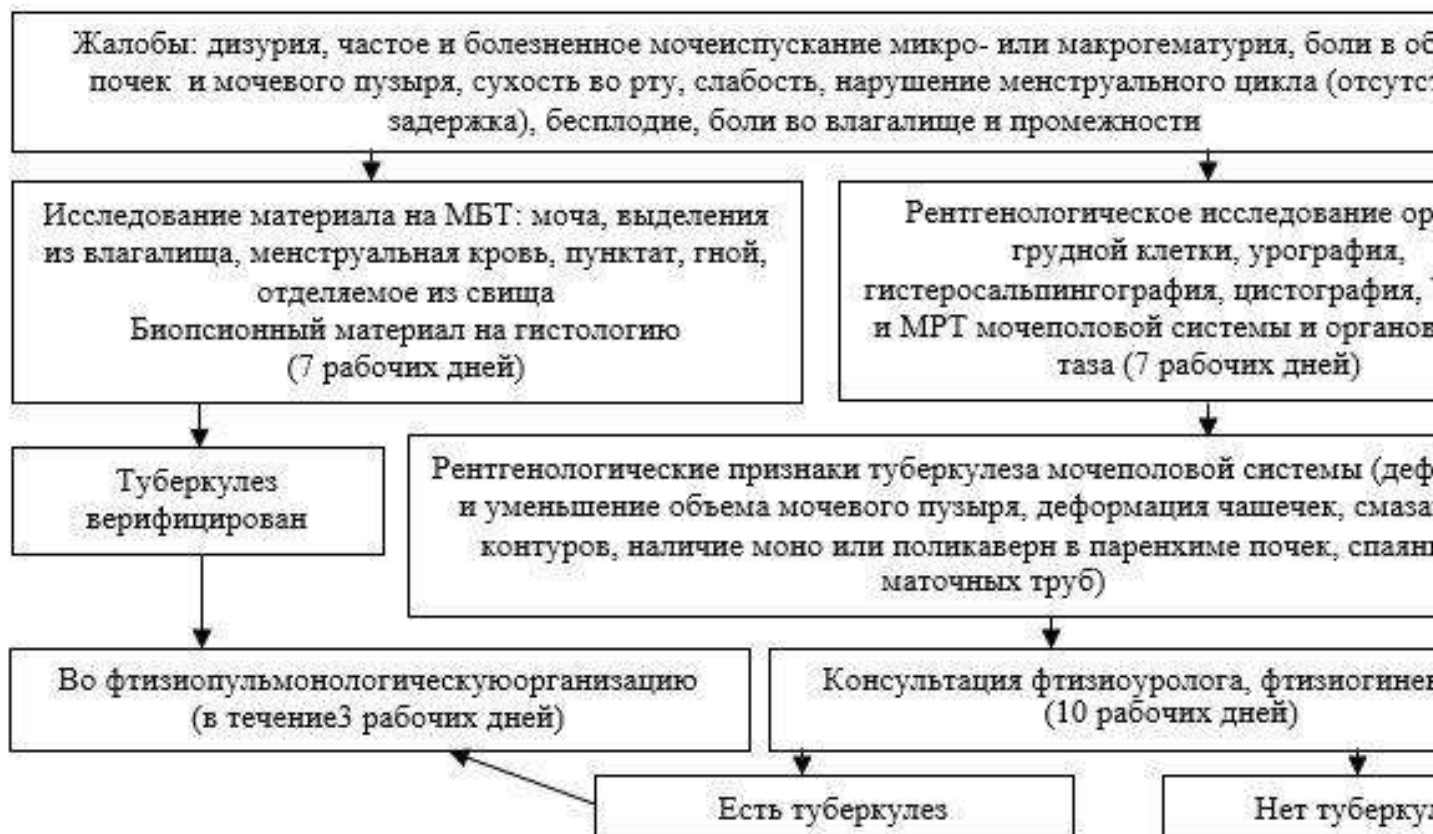 Жалобы: дизурия, частое и болезненное мочеиспускание микро- или макрогематурия, боли в об
почек и мочевого пузыря, сухость во рту, слабость, нарушение менструального цикла (отсутст
задержка), бесплодие, боли во влагалище и промежности
Исследование материала на МБТ: моча, выделения
из влагалища, менструальная кровь, пунктат, гной,
отделяемое из свища
Биопсионный материал на гистологию
(7 рабочих дней)
Рентгенологическое исследование ор
грудной клетки, урография,
гистеросальпингография, цистография,
и МРТ мочеполовой системы и органов
таза (7 рабочих дней)
Туберкулез
верифицирован
Рентгенологические признаки туберкулеза мочеполовой системы (деф
и уменьшение объема мочевого пузыря, деформация чашечек, смаза
контуров, наличие моно или поликаверн в паренхиме почек, спаян
маточных труб)
Во фтизиопульмонологическуюорганизацию
(в течение3 рабочих дней)
Консультация фтизиоуролога, фтизиогинек
(10 рабочих дней)
Есть туберкулез
Нет туберкул